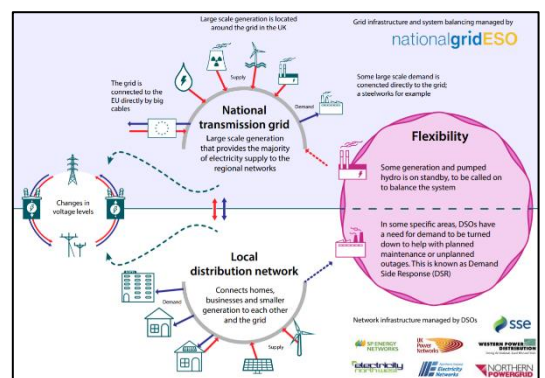 Large scale generation is located
around the grid in the UK
Grid infrastructure and system balancing managed by
nationalgridESO
The grid is
connected to the
EU directly by big
cables
Supply
Demand
Some large scale demand is
conencted directly to the grid;
a steelworks for example
National
transmission grid
Large scale generation
that provides the majority
of electricity supply to the
regional networks
Flexibility
Some generation and pumped
hydro is on standby, to be called on
to balance the system
Changes in
voltage levels
In some specific areas, DSOs have
a need for demand to be turned
down to help with planned
maintenance or unplanned
outages. This is known as Demand
Side Response (DSR)
Local
distribution network
Connects homes,
businesses and smaller
generation to each other
and the grid
Demand
Supply
Network infrastructure managed by DSOs
sse
SP ENERGY
NETWORKS
UK
Power
Networks
WESTERN POWER
DISTRIBUTION
electricity
northwest
Electricity
Networks
NORTHERN
POWERGRID